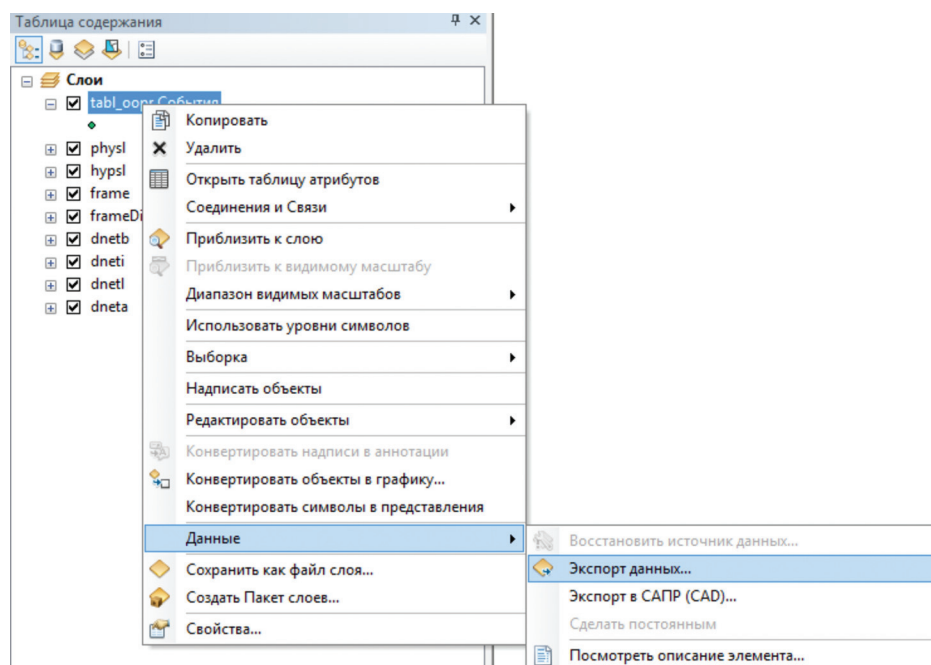 Таблица содержания
Слои
tabl_oopr События
physl
hypsl
frame
frameDi
dnetb
dneti
dnetl
dneta
Копировать
Удалить
Открыть таблицу атрибутов
Соединения и Связи
Приблизить к слою
Приблизить к видимому масштабу
Диапазон видимых масштабов
Использовать уровни символов
Выборка
Надписать объекты
Редактировать объекты
Конвертировать надписи в аннотации
Конвертировать объекты в графику...
Конвертировать символы в представления
Данные
Сохранить как файл слоя...
Создать Пакет слоев...
Свойства...
Восстановить источник данных...
Экспорт данных...
Экспорт в САПР (CAD)...
Сделать постоянным
Посмотреть описание элемента...